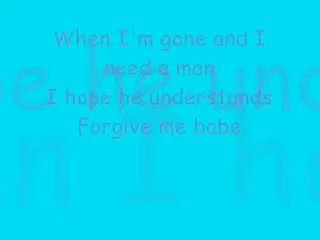 When I'm gone and I
need a man
I hope he understands
Forgive me babe